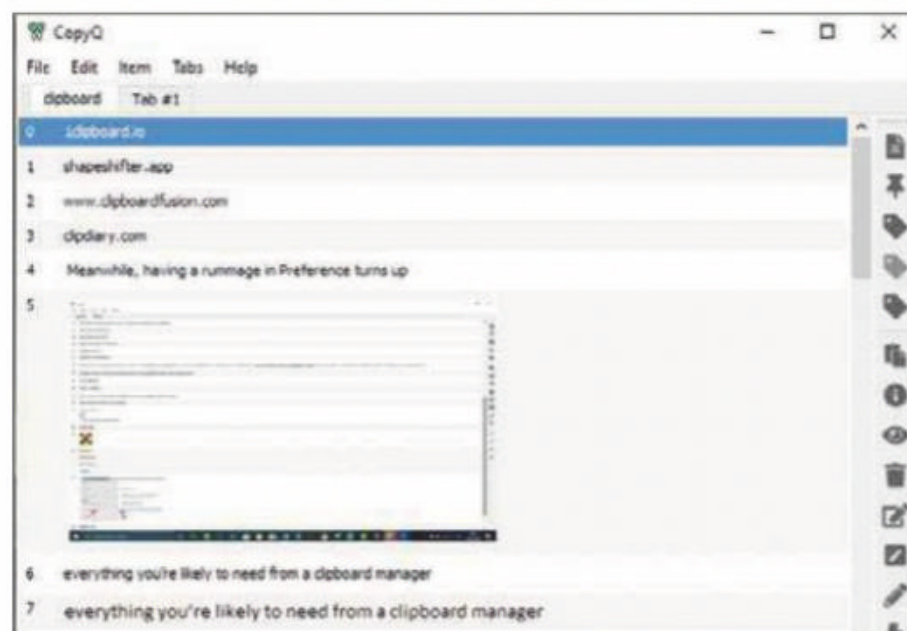 CopyQ
File Edit Item Tabs Help
clipboard Tab #1
0 1clipboard.io
1 shapeshifter.app
2 www.clipboardfusion.com
3 clipdiary.com
4 Meanwhile, having a rummage in Preference turns up
5
6 everything you're likely to need from a clipboard manager
7 everything you're likely to need from a clipboard manager